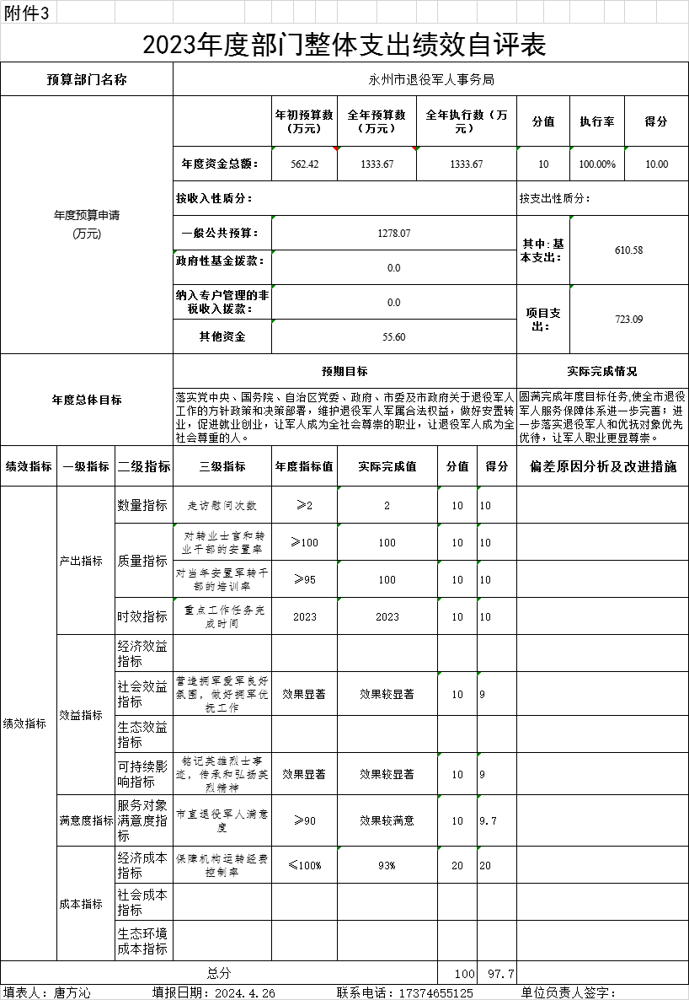 附件3
2023年度部门整体支出绩效自评表
预算部门名称
永州市退役军人事务局
年度预算申请
(万元)
年初预算数
(万元)
全年预算数
（万元）
全年执行数（万
元）
分值
执行率
得分
年度资金总额：
562.42
1333.67
1333.67
10
100.00%
10.00
按收入性质分：
按支出性质分：
一般公共预算：
1278.07
其中:基
本支出：
610.58
政府性基金拨款：
0.0
纳入专户管理的非
税收入拨款：
0.0
项目支
出：
723.09
其他资金
55.60
年度总体目标
预期目标
实际完成情况
落实党中央、国务院、自治区党委、政府、市委及市政府关于退役军人
工作的方针政策和决策部署，维护退役军人军属合法权益，做好安置转
业，促进就业创业，让军人成为全社会尊崇的职业，让退役军人成为全
社会尊重的人。
圆满完成年度目标任务,使全市退役
军人服务保障体系进一步完善；进
一步落实退役军人和优抚对象优先
优待，让军人职业更显尊崇。
绩效指标
一级指标
二级指标
三级指标
年度指标值
实际完成值
分值
得分
偏差原因分析及改进措施
绩效指标
产出指标
数量指标
走访慰问次数
≥2
2
10
10
质量指标
对转业士官和转
业干部的安置率
≥100
100
10
10
对当年安置军转干
部的培训率
≥95
100
10
10
时效指标
重点工作任务完
成时间
2023
2023
10
10
效益指标
经济效益
指标
社会效益
指标
营造拥军爱军良好
氛围，做好拥军优
抚工作
效果显著
效果较显著
10
9
生态效益
指标
可持续影
响指标
铭记英雄烈士事
迹，传承和弘扬英
烈精神
效果显著
效果较显著
10
9
满意度指标
服务对象
满意度指
标
市直退役军人满意
度
≥90
效果较满意
10
9.7
成本指标
经济成本
指标
保障机构运转经费
控制率
≤100%
93%
20
20
社会成本
指标
生态环境
成本指标
总分
100
97.7
填表人：唐方沁
填报日期：2024.4.26
联系电话：17374655125
单位负责人签字：